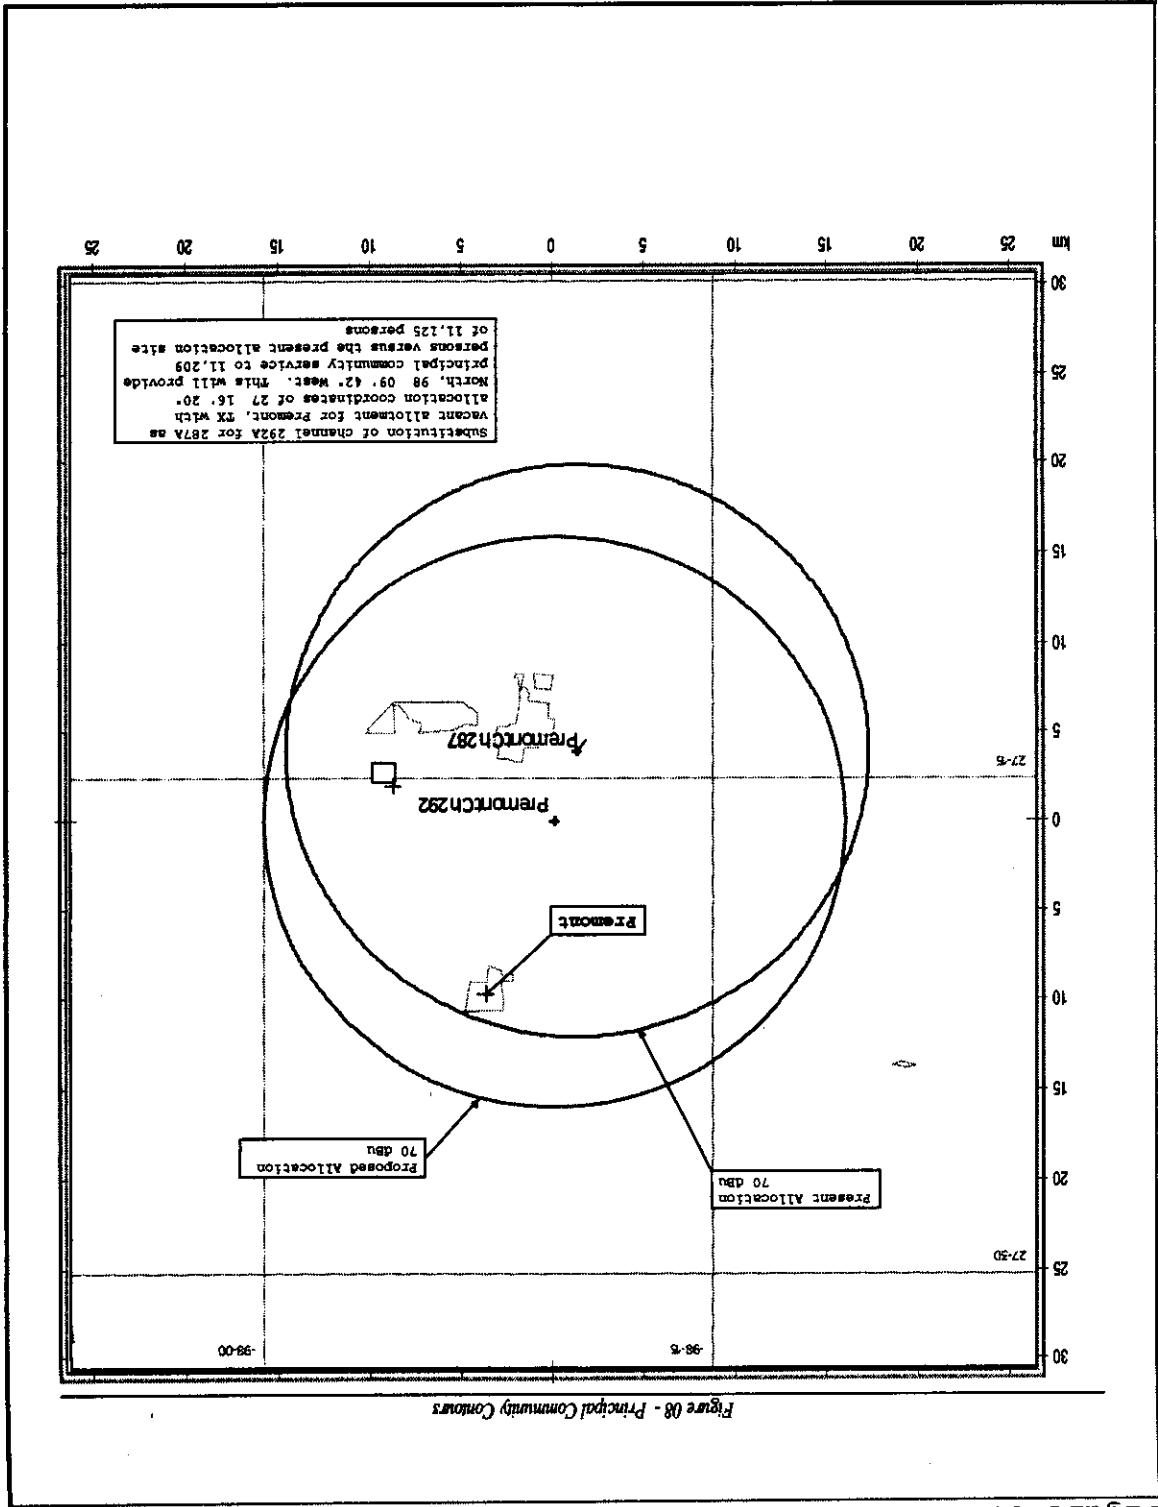 Figure 08 - Principal Community Contours
30
-98-15
-98-00
25
27-30
20
Present Allocation
70 dBu
Proposed Allocation
70 dBu
15
10
Premont
5
0
PremontCh292
27-15
PremontCh287
5
10
15
20
Substitution of channel 292A for 287A as
vacant allotment for Premont, TX with
allocation coordinates of 27 16' 20"
North, 98 09' 42" West. This will provide
principal community service to 11,209
persons versus the present allocation site
of 11,125 persons
25
30
km 25 20 15 10 5 0 5 10 15 20 25